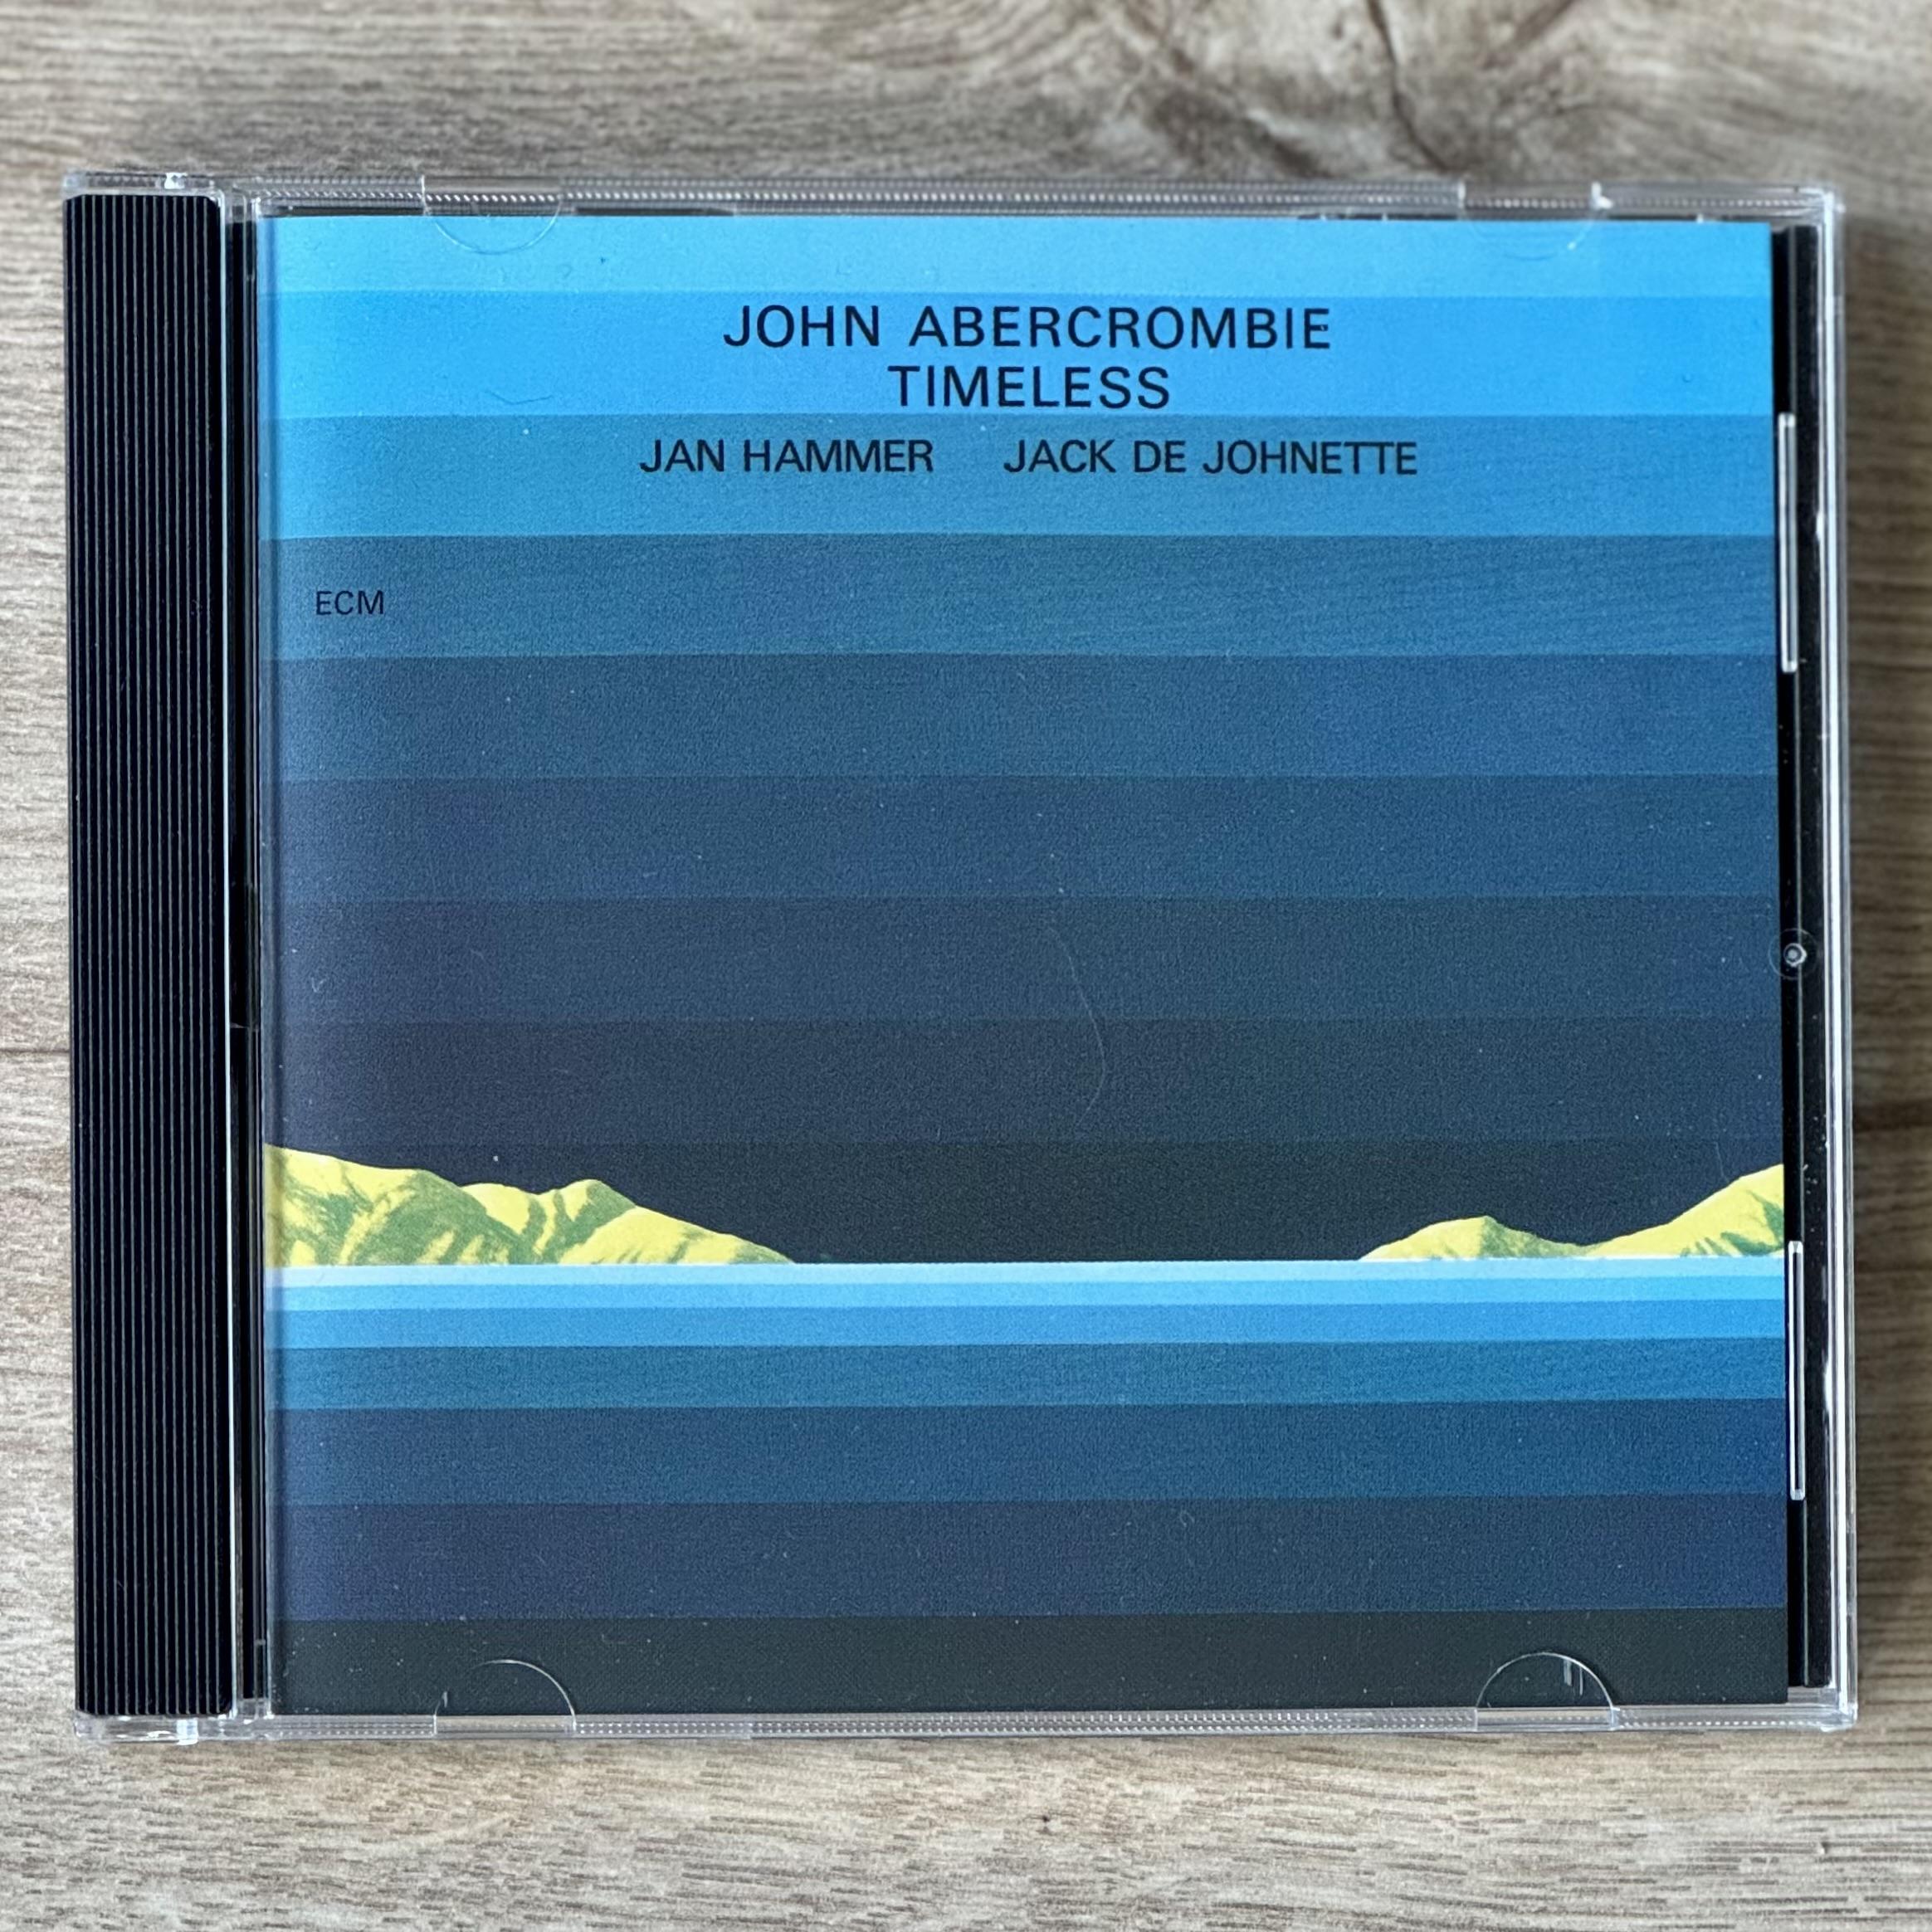 JOHN ABERCROMBIE
TIMELESS
JAN HAMMER JACK DE JOHNETTE
ECM